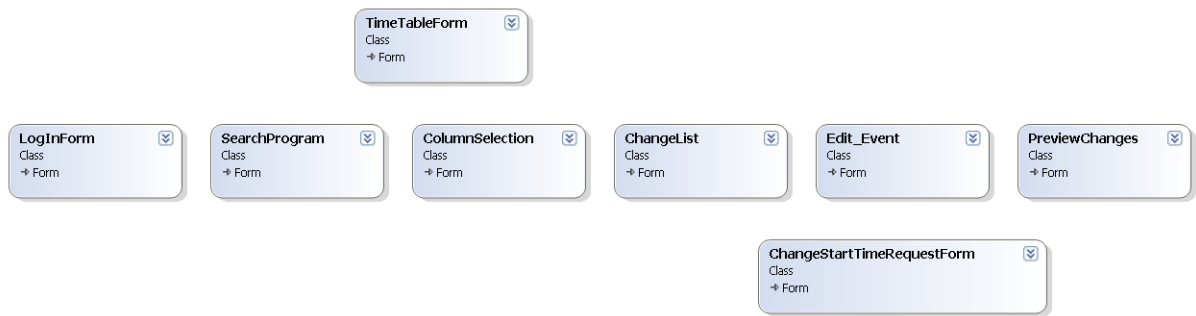 TimeTableForm
Class
Form
LogInForm
Class
Form
SearchProgram
Class
Form
ColumnSelection
Class
Form
ChangeList
Class
Form
Edit_Event
Class
Form
PreviewChanges
Class
Form
ChangeStartTimeRequestForm
Class
Form